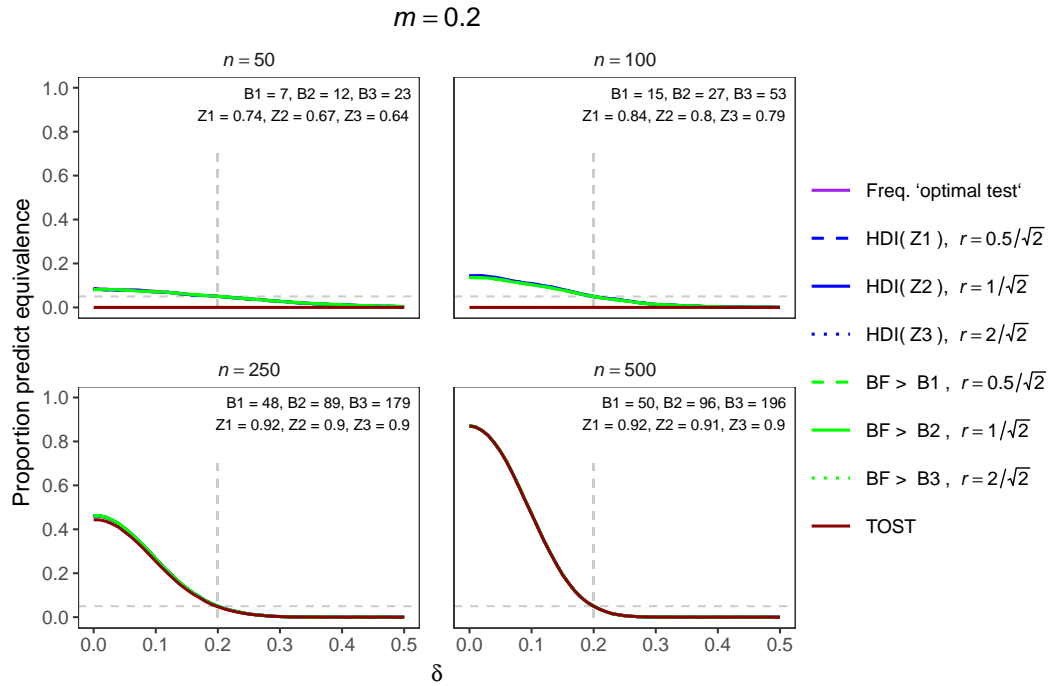 m = 0.2
n = 50
n = 100
B1 = 7, B2 = 12, B3 = 23
Z1 = 0.74, Z2 = 0.67, Z3 = 0.64
B1 = 15, B2 = 27, B3 = 53
Z1 = 0.84, Z2 = 0.8, Z3 = 0.79
1.0
0.8
0.6
0.4
0.2
0.0
n = 250
n = 500
B1 = 48, B2 = 89, B3 = 179
Z1 = 0.92, Z2 = 0.9, Z3 = 0.9
B1 = 50, B2 = 96, B3 = 196
Z1 = 0.92, Z2 = 0.91, Z3 = 0.9
1.0
0.8
0.6
0.4
0.2
0.0
0.0 0.1 0.2 0.3 0.4 0.5
0.0 0.1 0.2 0.3 0.4 0.5
δ
Proportion predict equivalence
Freq. ‘optimal test‘
HDI( Z1 ), r = 0.5/√2
HDI( Z2 ), r = 1/√2
HDI( Z3 ), r = 2/√2
BF > B1 , r = 0.5/√2
BF > B2 , r = 1/√2
BF > B3 , r = 2/√2
TOST